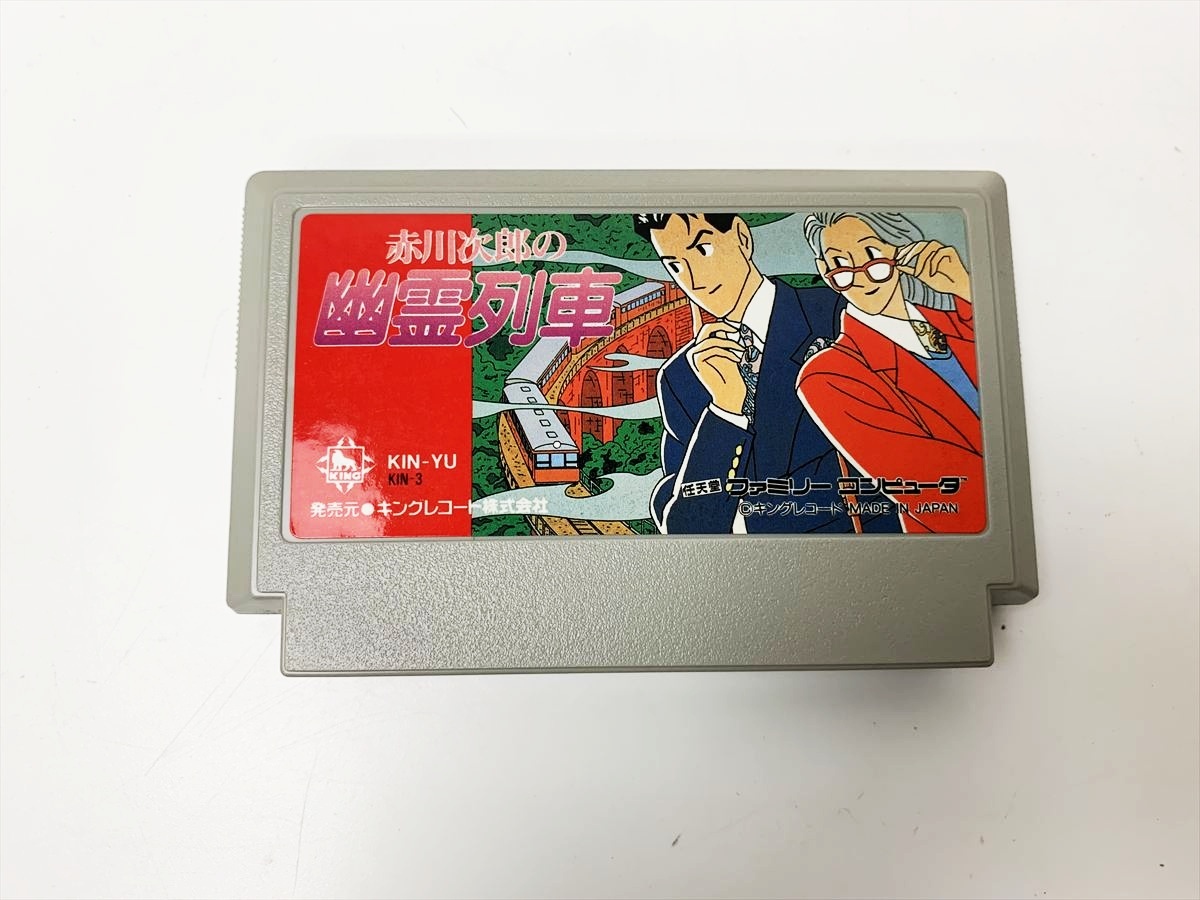 赤川次郎の
幽霊列車
KING
KIN-YU
KIN-3
発売元●キングレコード株式会社
任天堂 ファミリー コンピュータ™
©キングレコード MADE IN JAPAN